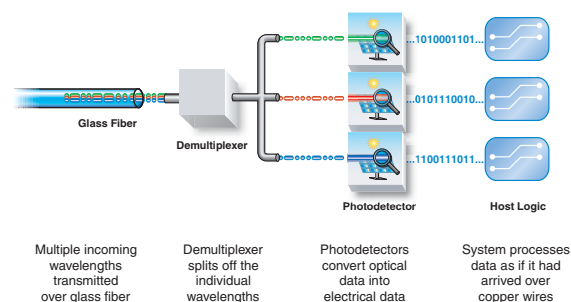 ...1010001101...
...0101110010...
...1100111011...
Glass Fiber
Demultiplexer
Photodetector
Host Logic
Multiple incoming
wavelengths
transmitted
over glass fiber
Demultiplexer
splits off the
individual
wavelengths
Photodetectors
convert optical
data into
electrical data
System processes
data as if it had
arrived over
copper wires